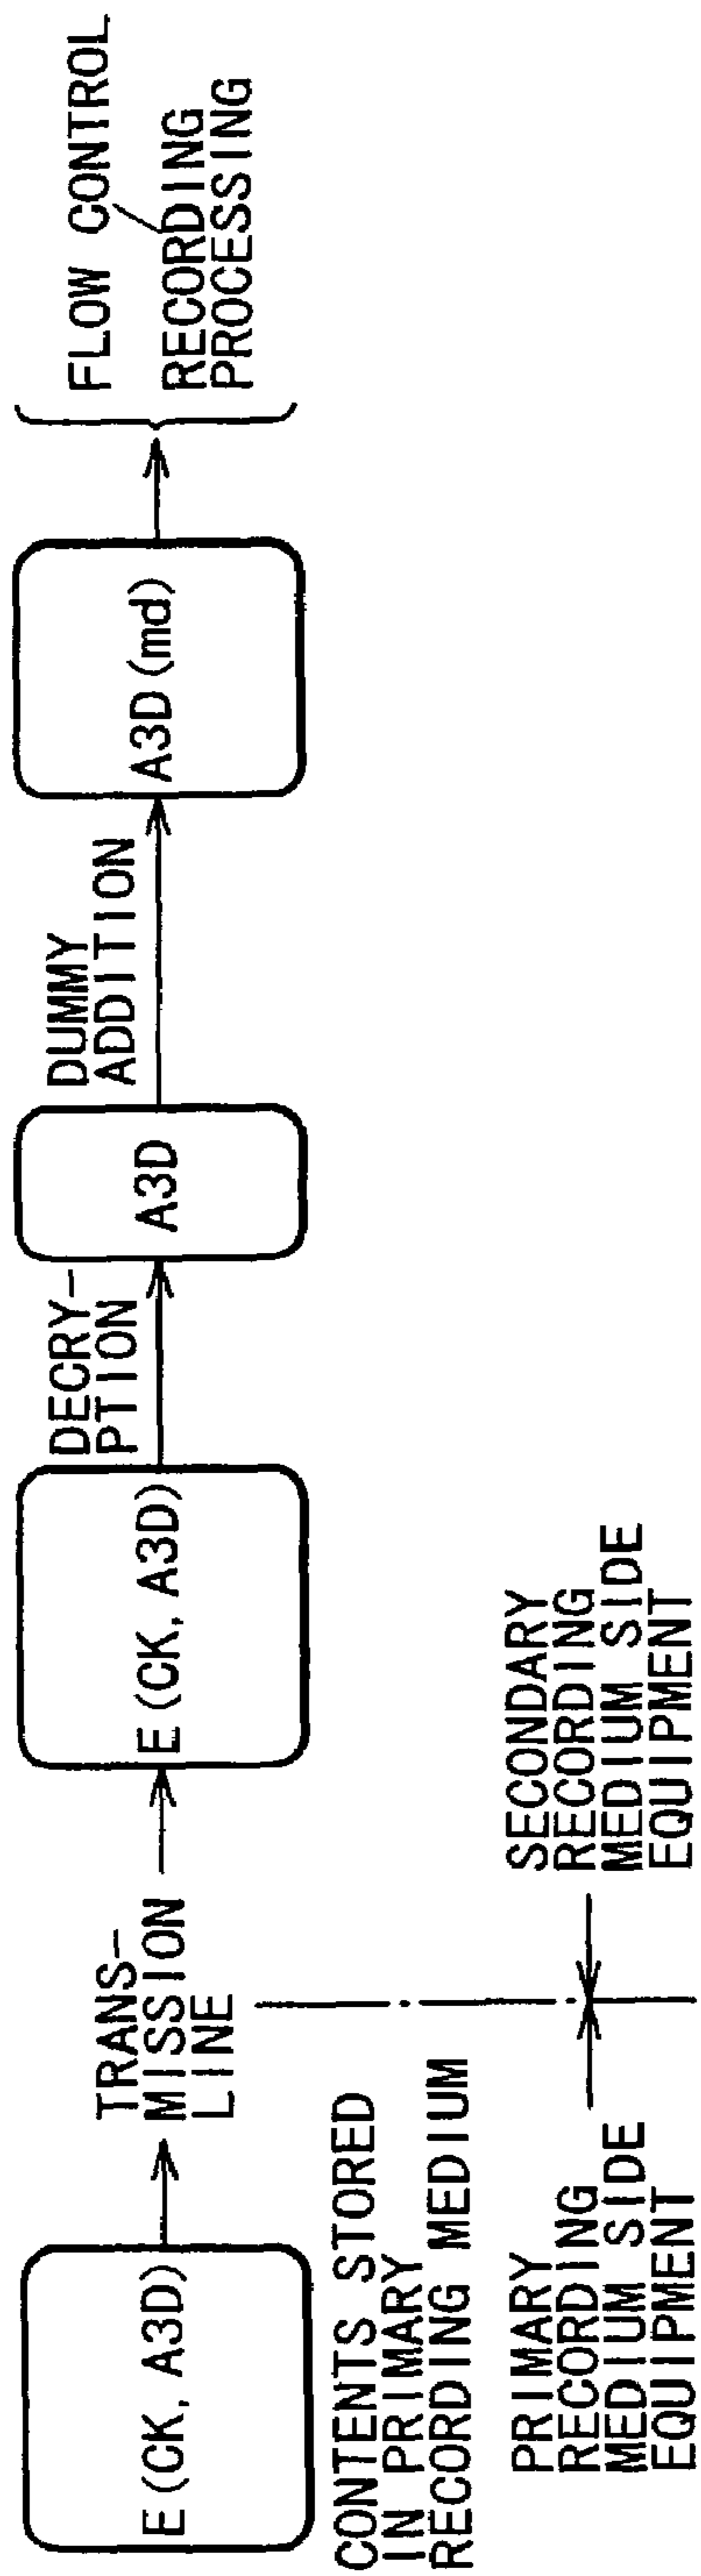 E(CK, A3D)
CONTENTS STORED
IN PRIMARY
RECORDING MEDIUM
TRANS-
MISSION
LINE
E(CK, A3D)
DECRY-
PTION
A3D
DUMMY
ADDITION
A3D(md)
FLOW CONTROL
RECORDING
PROCESSING
PRIMARY
RECORDING
MEDIUM SIDE
EQUIPMENT
SECONDARY
RECORDING
MEDIUM SIDE
EQUIPMENT